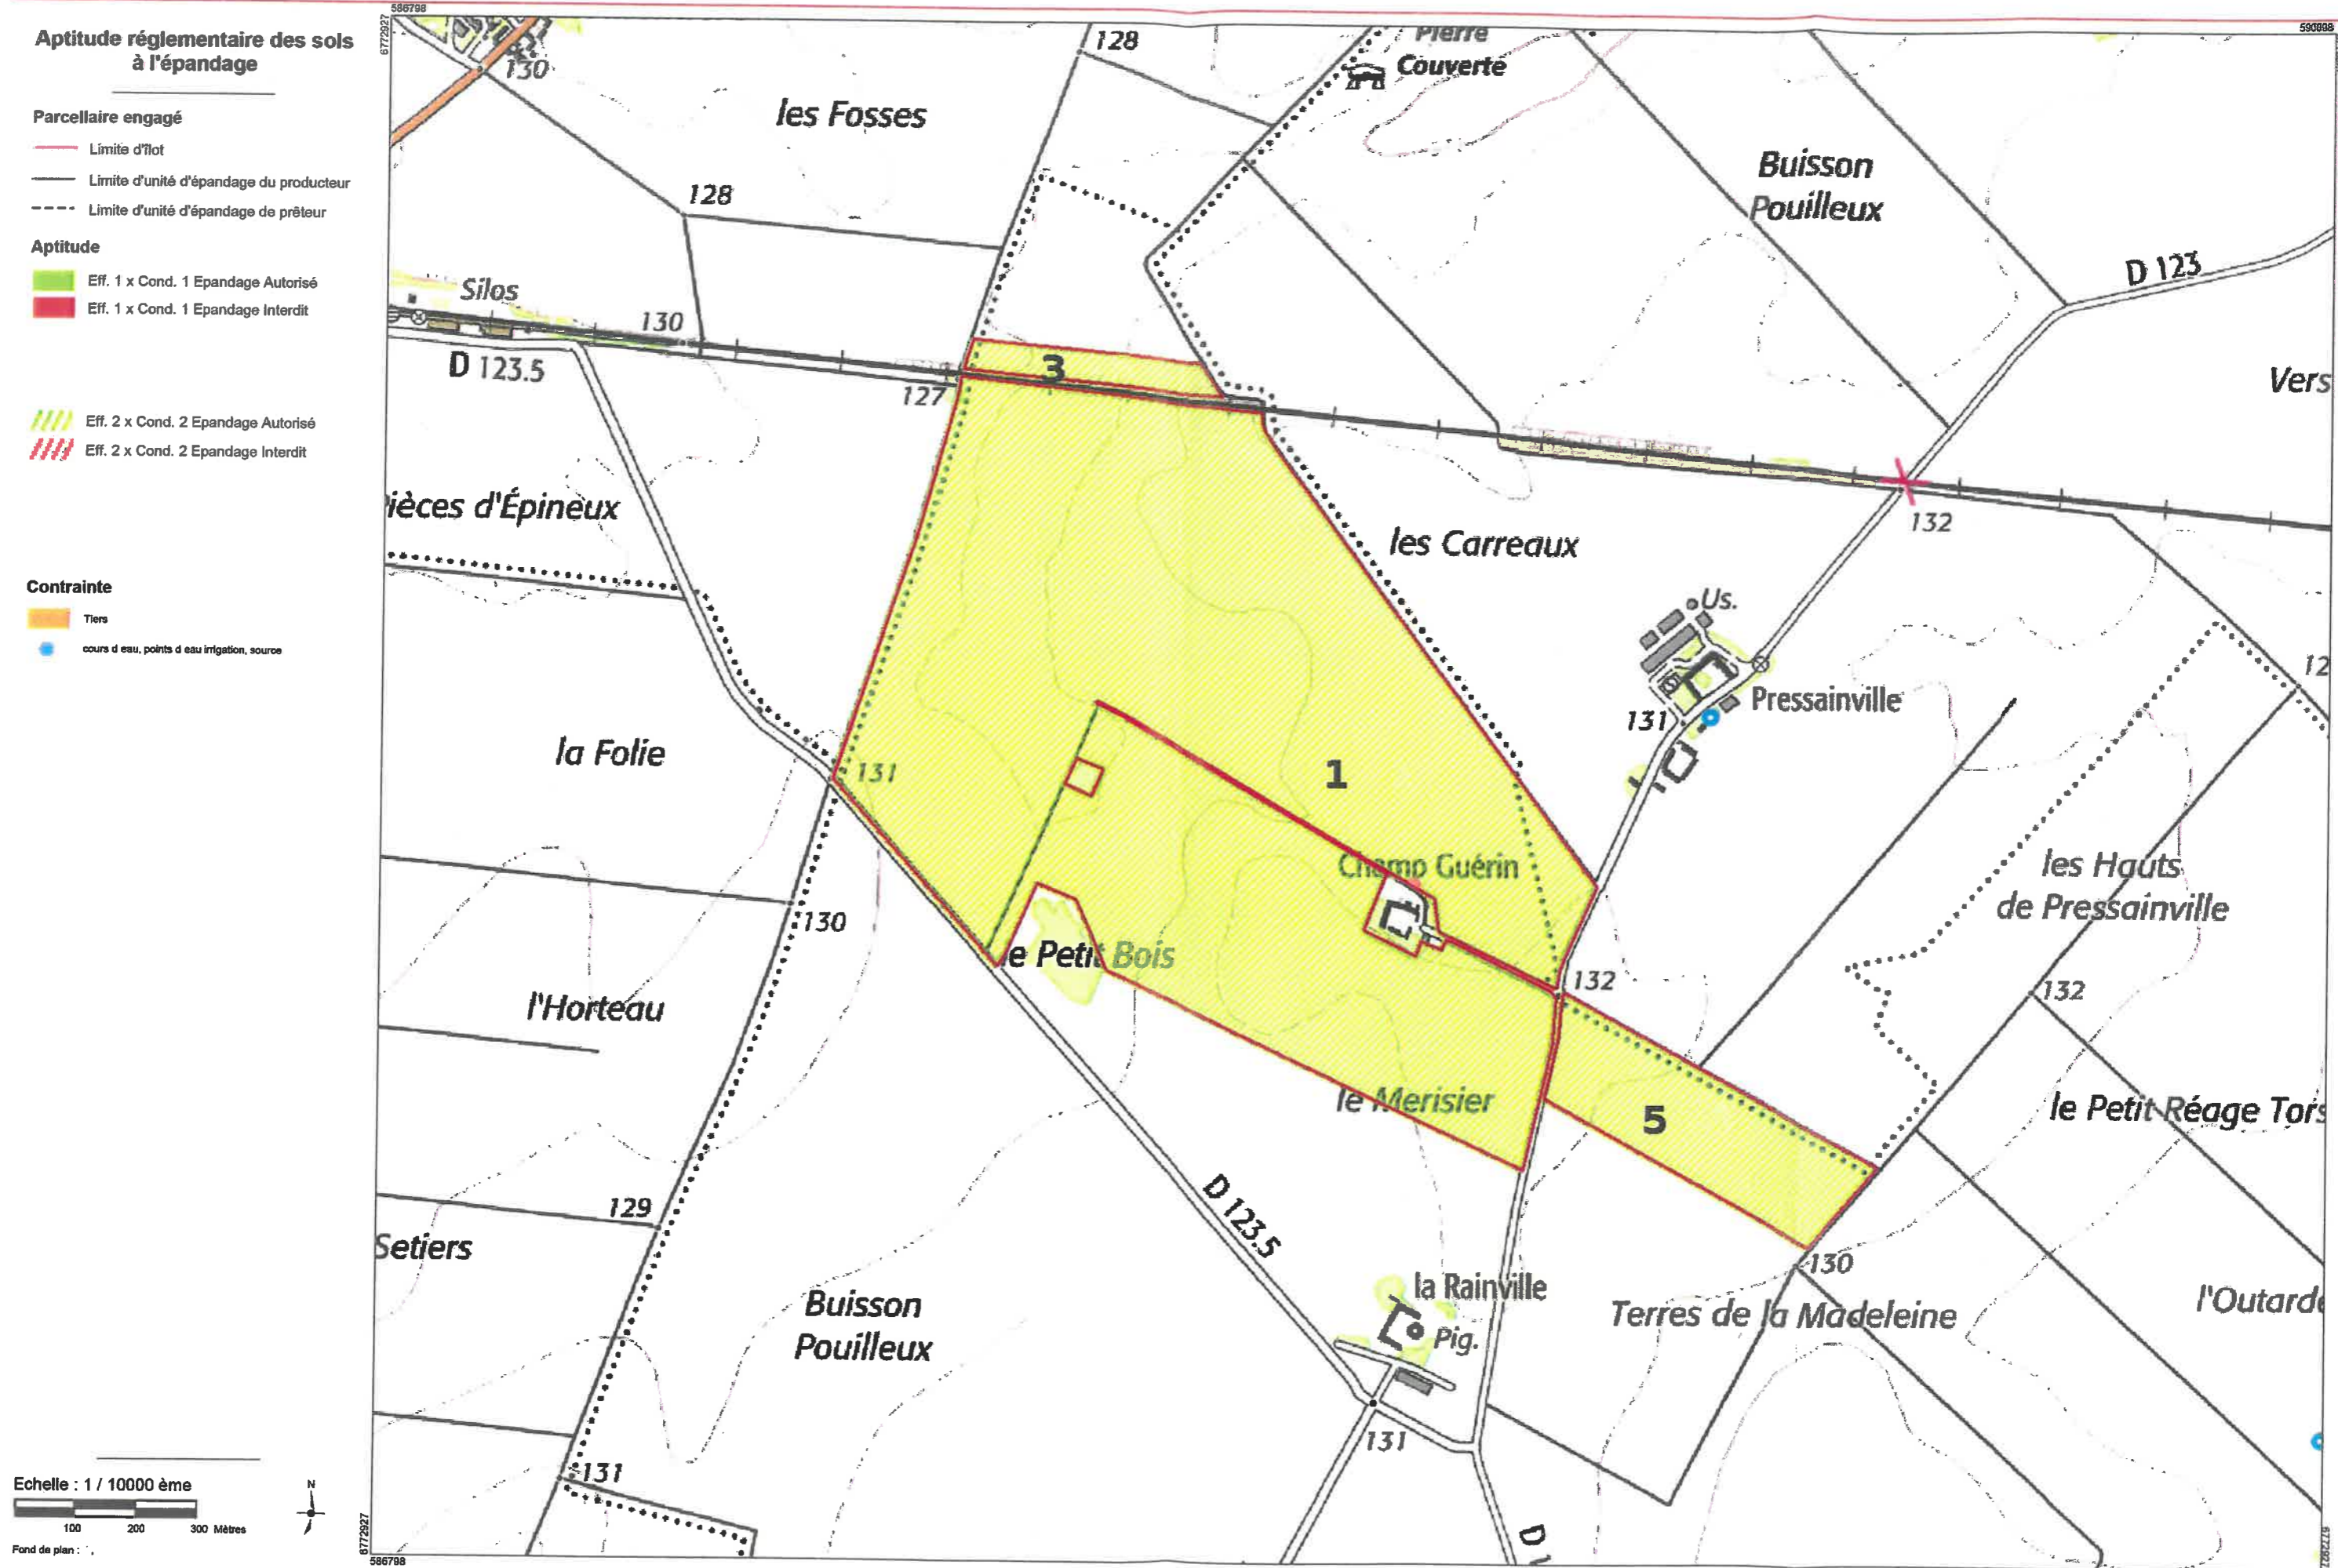 Aptitude réglementaire des sols
à l'épandage
Parcellaire engagé
Limite d'îlot
Limite d'unité d'épandage du producteur
Limite d'unité d'épandage de prêteur
Aptitude
Eff. 1 x Cond. 1 Epandage Autorisé
Eff. 1 x Cond. 1 Epandage Interdit
Eff. 2 x Cond. 2 Epandage Autorisé
Eff. 2 x Cond. 2 Epandage Interdit
Contrainte
Tiers
cours d eau, points d eau irrigation, source
Echelle : 1 / 10000 ème
100 200 300 Mètres
N
Fond de plan :
586798
6772927
590998
130
128
Pierre
Couverte
les Fosses
Buisson
Pouilleux
128
D 123
Silos
130
D 123.5
127
3
Vers
ièces d'Épineux
les Carreaux
132
Us.
12
Pressainville
131
la Folie
131
1
Champ Guérin
les Hauts
de Pressainville
130
le Petit Bois
132
132
l'Horteau
le Merisier
5
le Petit Réage Tors
129
Setiers
D 123.5
130
la Rainville
Pig.
Terres de la Madeleine
l'Outarde
Buisson
Pouilleux
131
131
D 1
6772927
586798